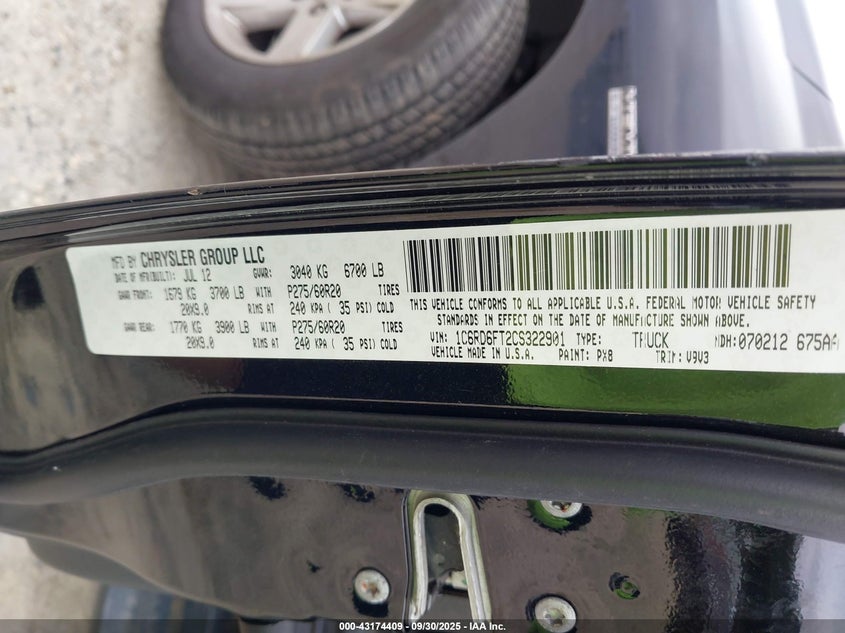 MFD BY CHRYSLER GROUP LLC
DATE OF MFR(BUILT): JUL 12 GVWR: 3040 KG 6700 LB
GAWR FRONT: 1679 KG 3700 LB WITH P275/60R20 TIRES
20X9.0 RIMS AT 240 KPA ( 35 PSI) COLD
GAWR REAR: 1770 KG 3900 LB WITH P275/60R20 TIRES
20X9.0 RIMS AT 240 KPA ( 35 PSI) COLD
THIS VEHICLE CONFORMS TO ALL APPLICABLE U.S.A. FEDERAL MOTOR VEHICLE SAFETY
STANDARDS IN EFFECT ON THE DATE OF MANUFACTURE SHOWN ABOVE.
VIN: 1C6RD6FT2CS322901 TYPE: TRUCK MDH:070212 675AA
VEHICLE MADE IN U.S.A. PAINT: PX8 TRIM: V9V3
000-43174409 - 09/30/2025 - IAA Inc.